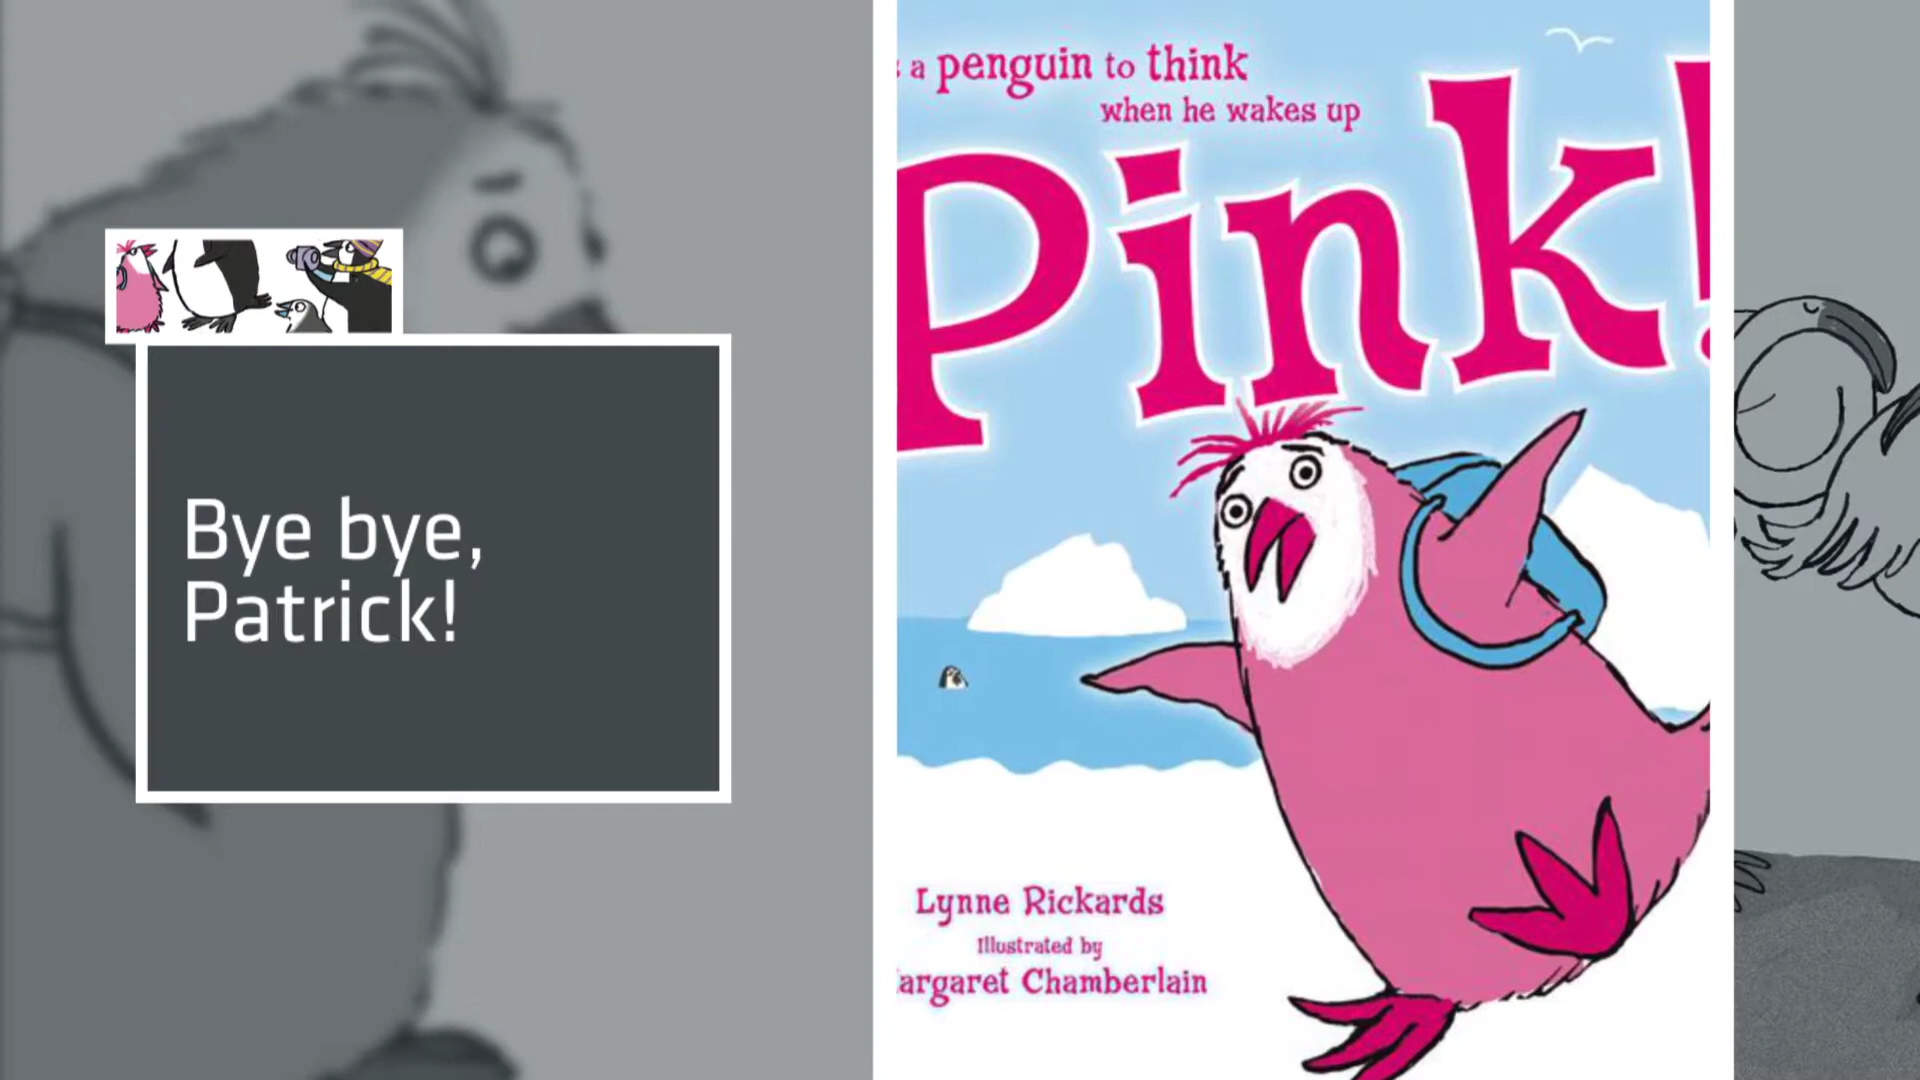 Bye bye,
Patrick!
a penguin to think
when he wakes up
Pink!
Lynne Rickards
Illustrated by
argaret Chamberlain